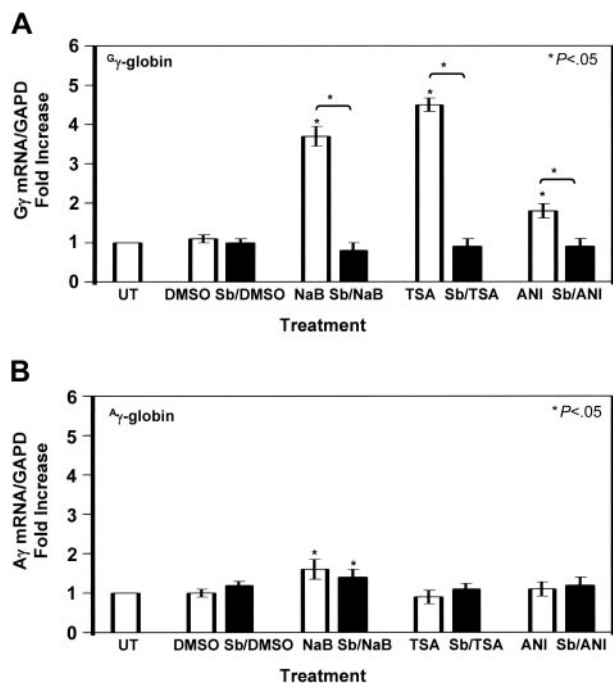 A
ᴳγ-globin
*P<.05
Gγ mRNA/GAPD
Fold Increase
6
5
4
3
2
1
0
*
*
*
*
*
*
UT DMSO Sb/DMSO NaB Sb/NaB TSA Sb/TSA ANI Sb/ANI
Treatment
B
ᴬγ-globin
*P<.05
Aγ mRNA/GAPD
Fold Increase
6
5
4
3
2
1
0
*
*
UT DMSO Sb/DMSO NaB Sb/NaB TSA Sb/TSA ANI Sb/ANI
Treatment